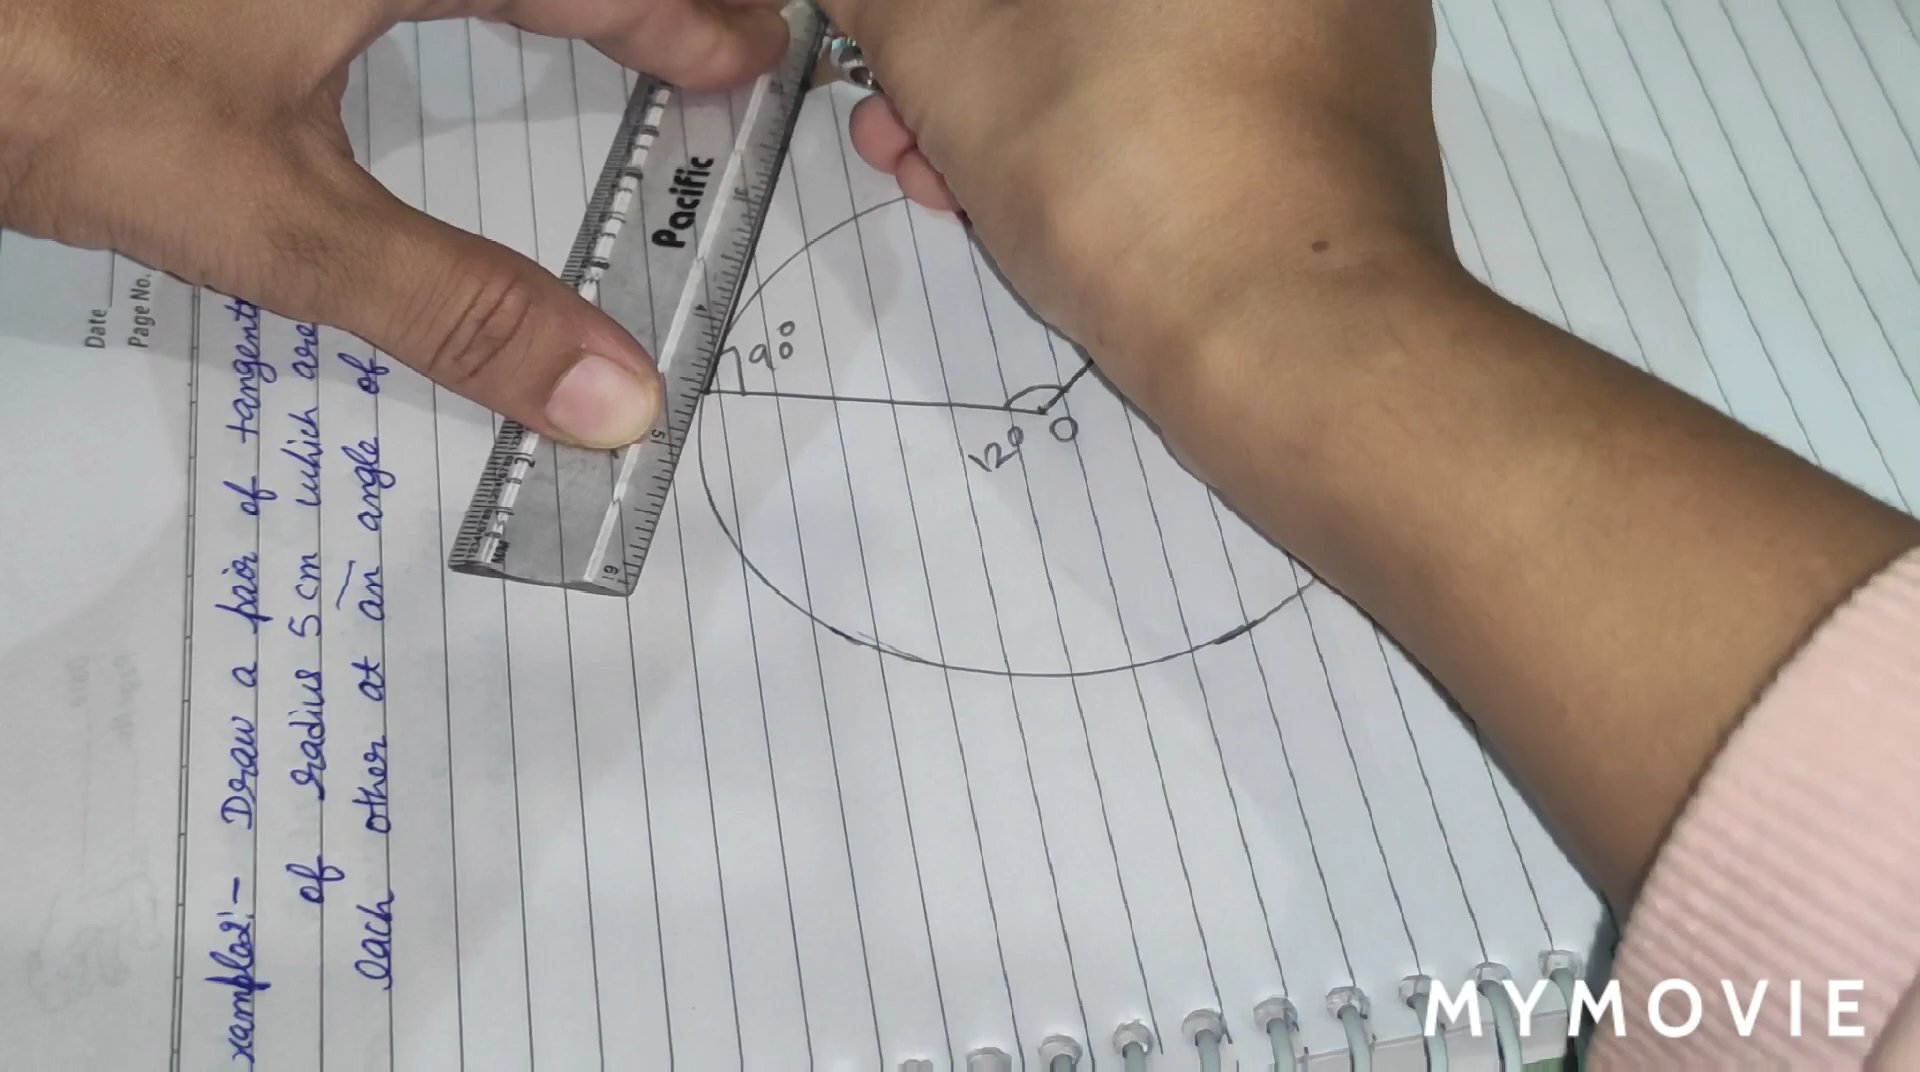 Date
Page No.
xample2:- Draw a pair of tangents
of radius 5 cm which are
each other at an angle of
Pacific
90°
120
O
MYMOVIE